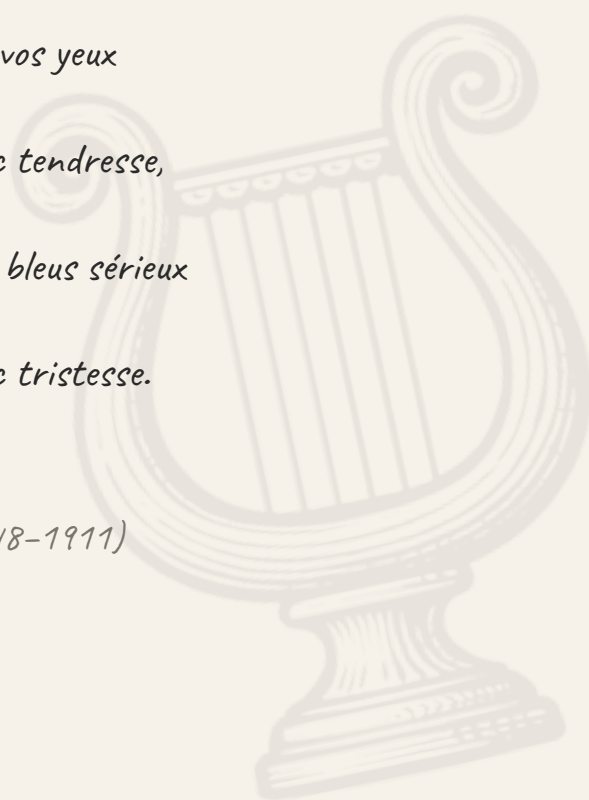 vos yeux
tendresse,
bleus sérieux
tristesse.
8–1911)